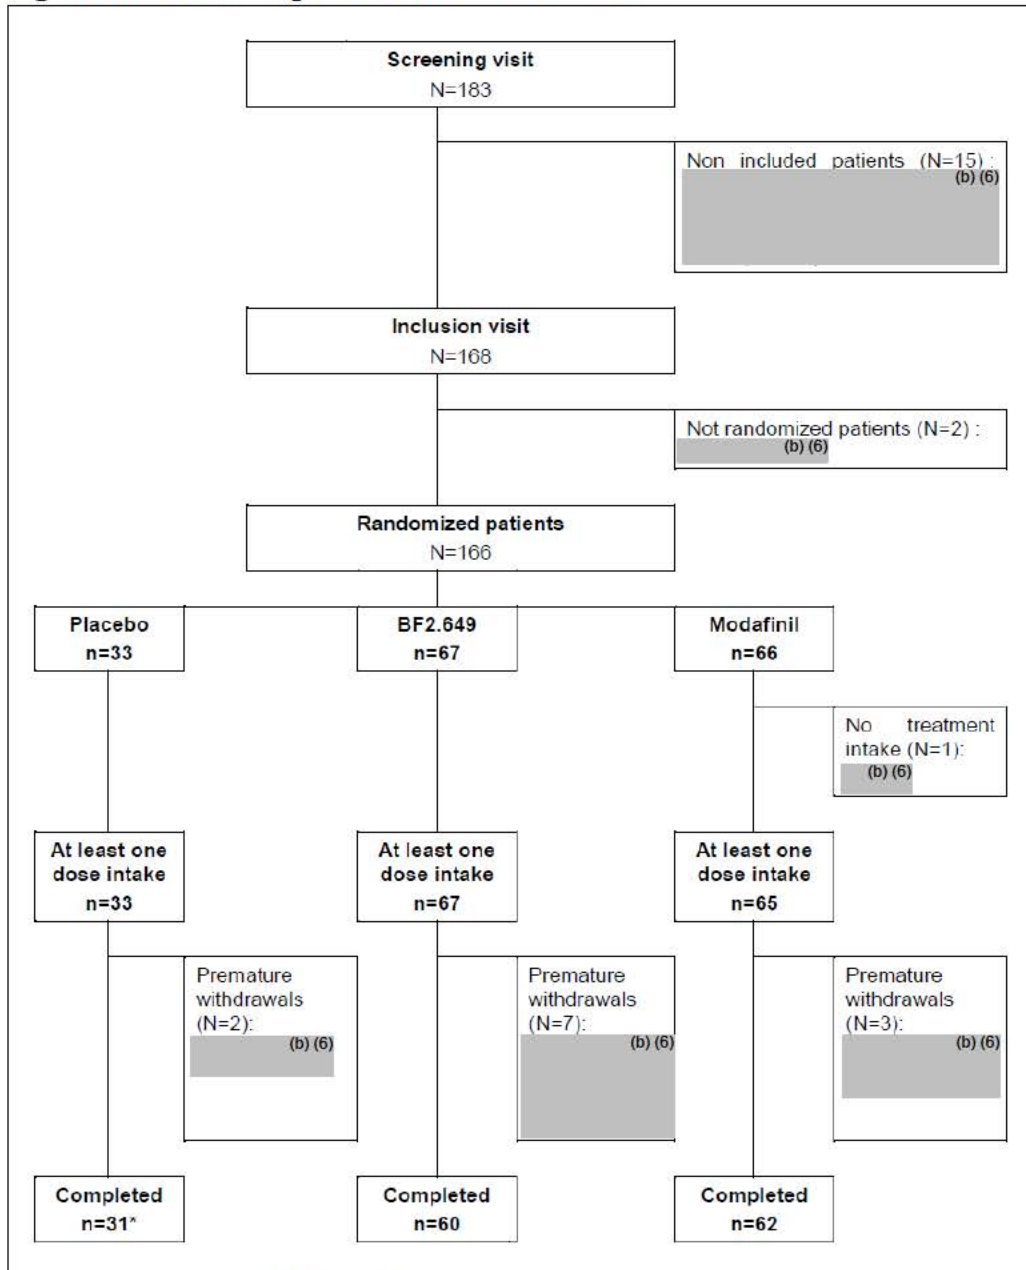 Screening visit
N=183
Non included patients (N=15) :
(b) (6)
Inclusion visit
N=168
Not randomized patients (N=2) :
(b) (6)
Randomized patients
N=166
Placebo
n=33
BF2.649
n=67
Modafinil
n=66
No treatment
intake (N=1):
(b) (6)
At least one
dose intake
n=33
At least one
dose intake
n=67
At least one
dose intake
n=65
Premature
withdrawals
(N=2):
(b) (6)
Premature
withdrawals
(N=7):
(b) (6)
Premature
withdrawals
(N=3):
(b) (6)
Completed
n=31*
Completed
n=60
Completed
n=62